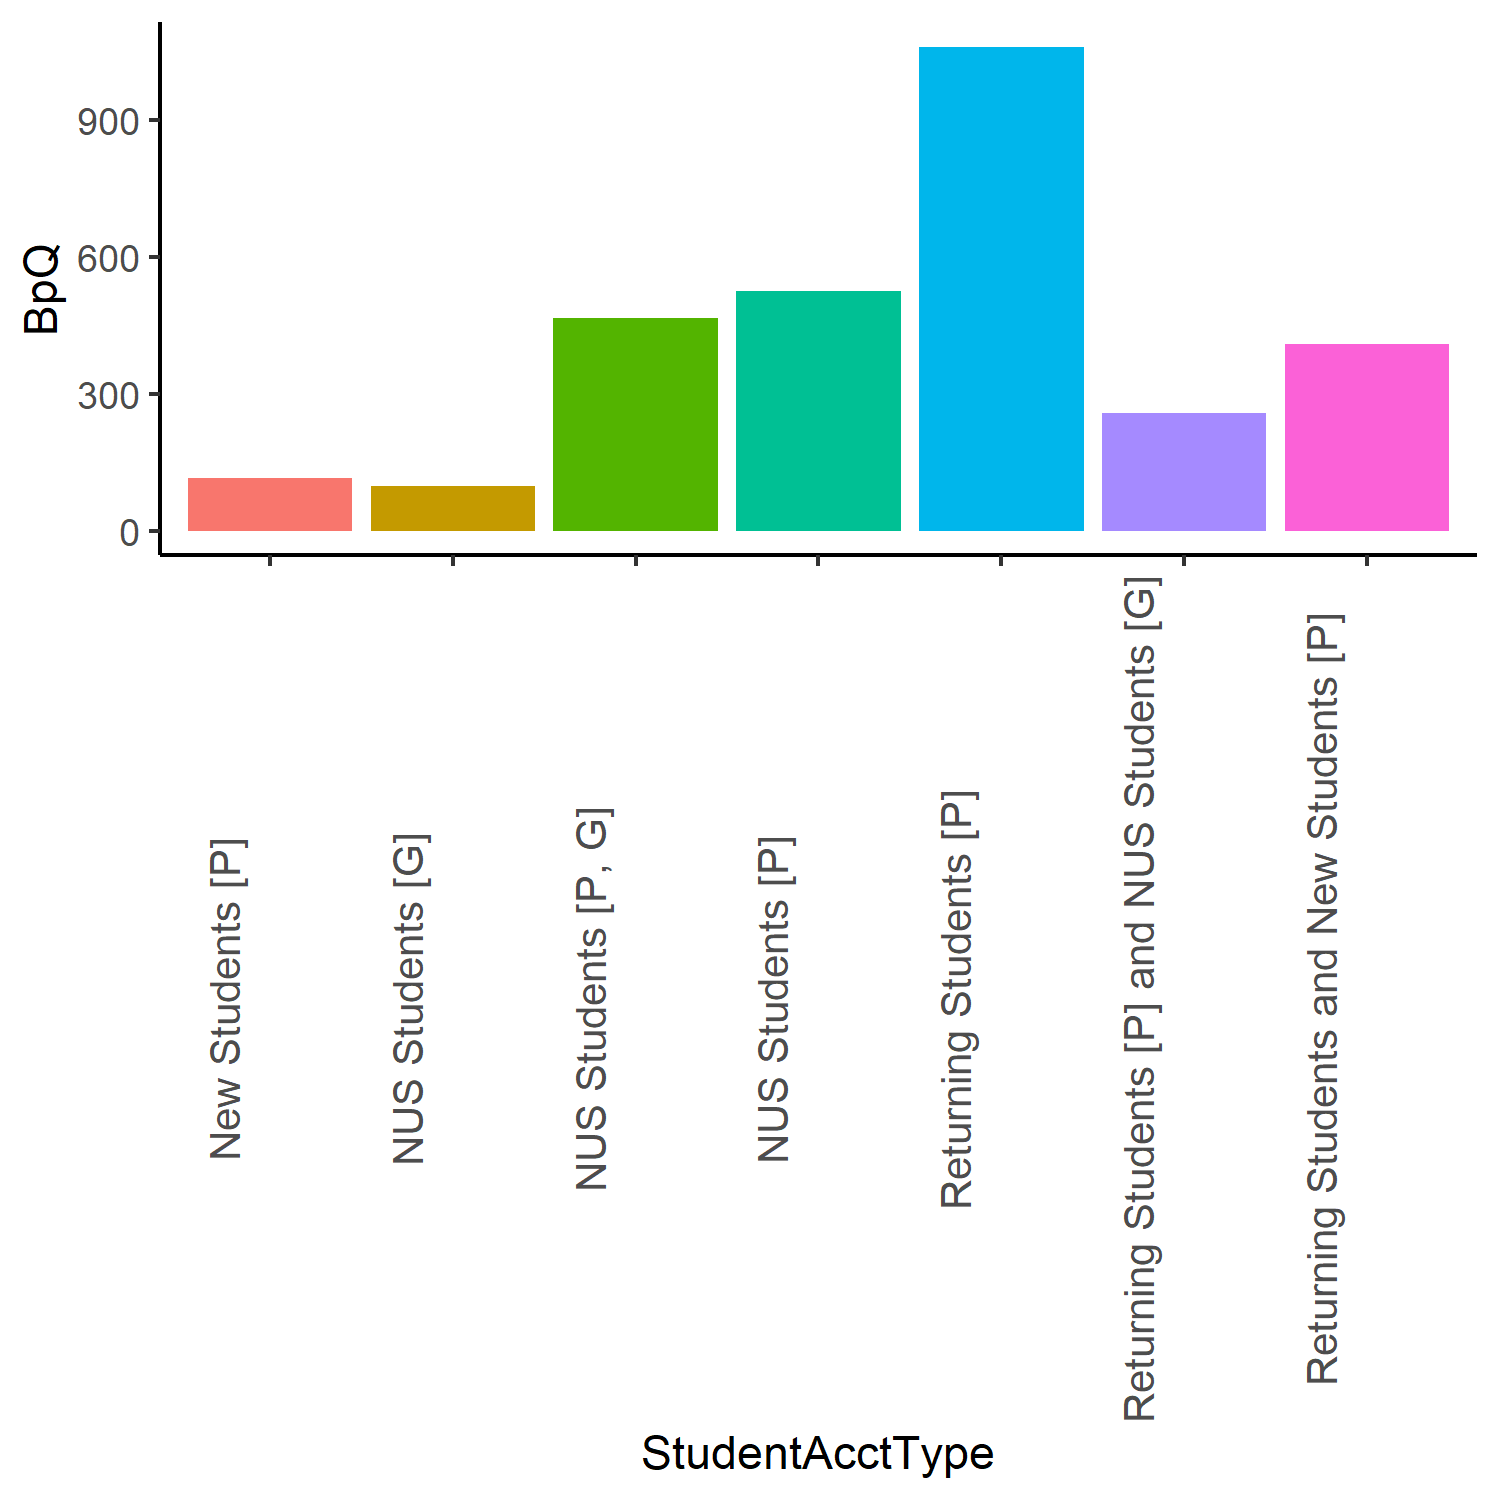 BpQ
900
600
300
0
New Students [P]
NUS Students [G]
NUS Students [P, G]
NUS Students [P]
Returning Students [P]
Returning Students [P] and NUS Students [G]
Returning Students and New Students [P]
StudentAcctType